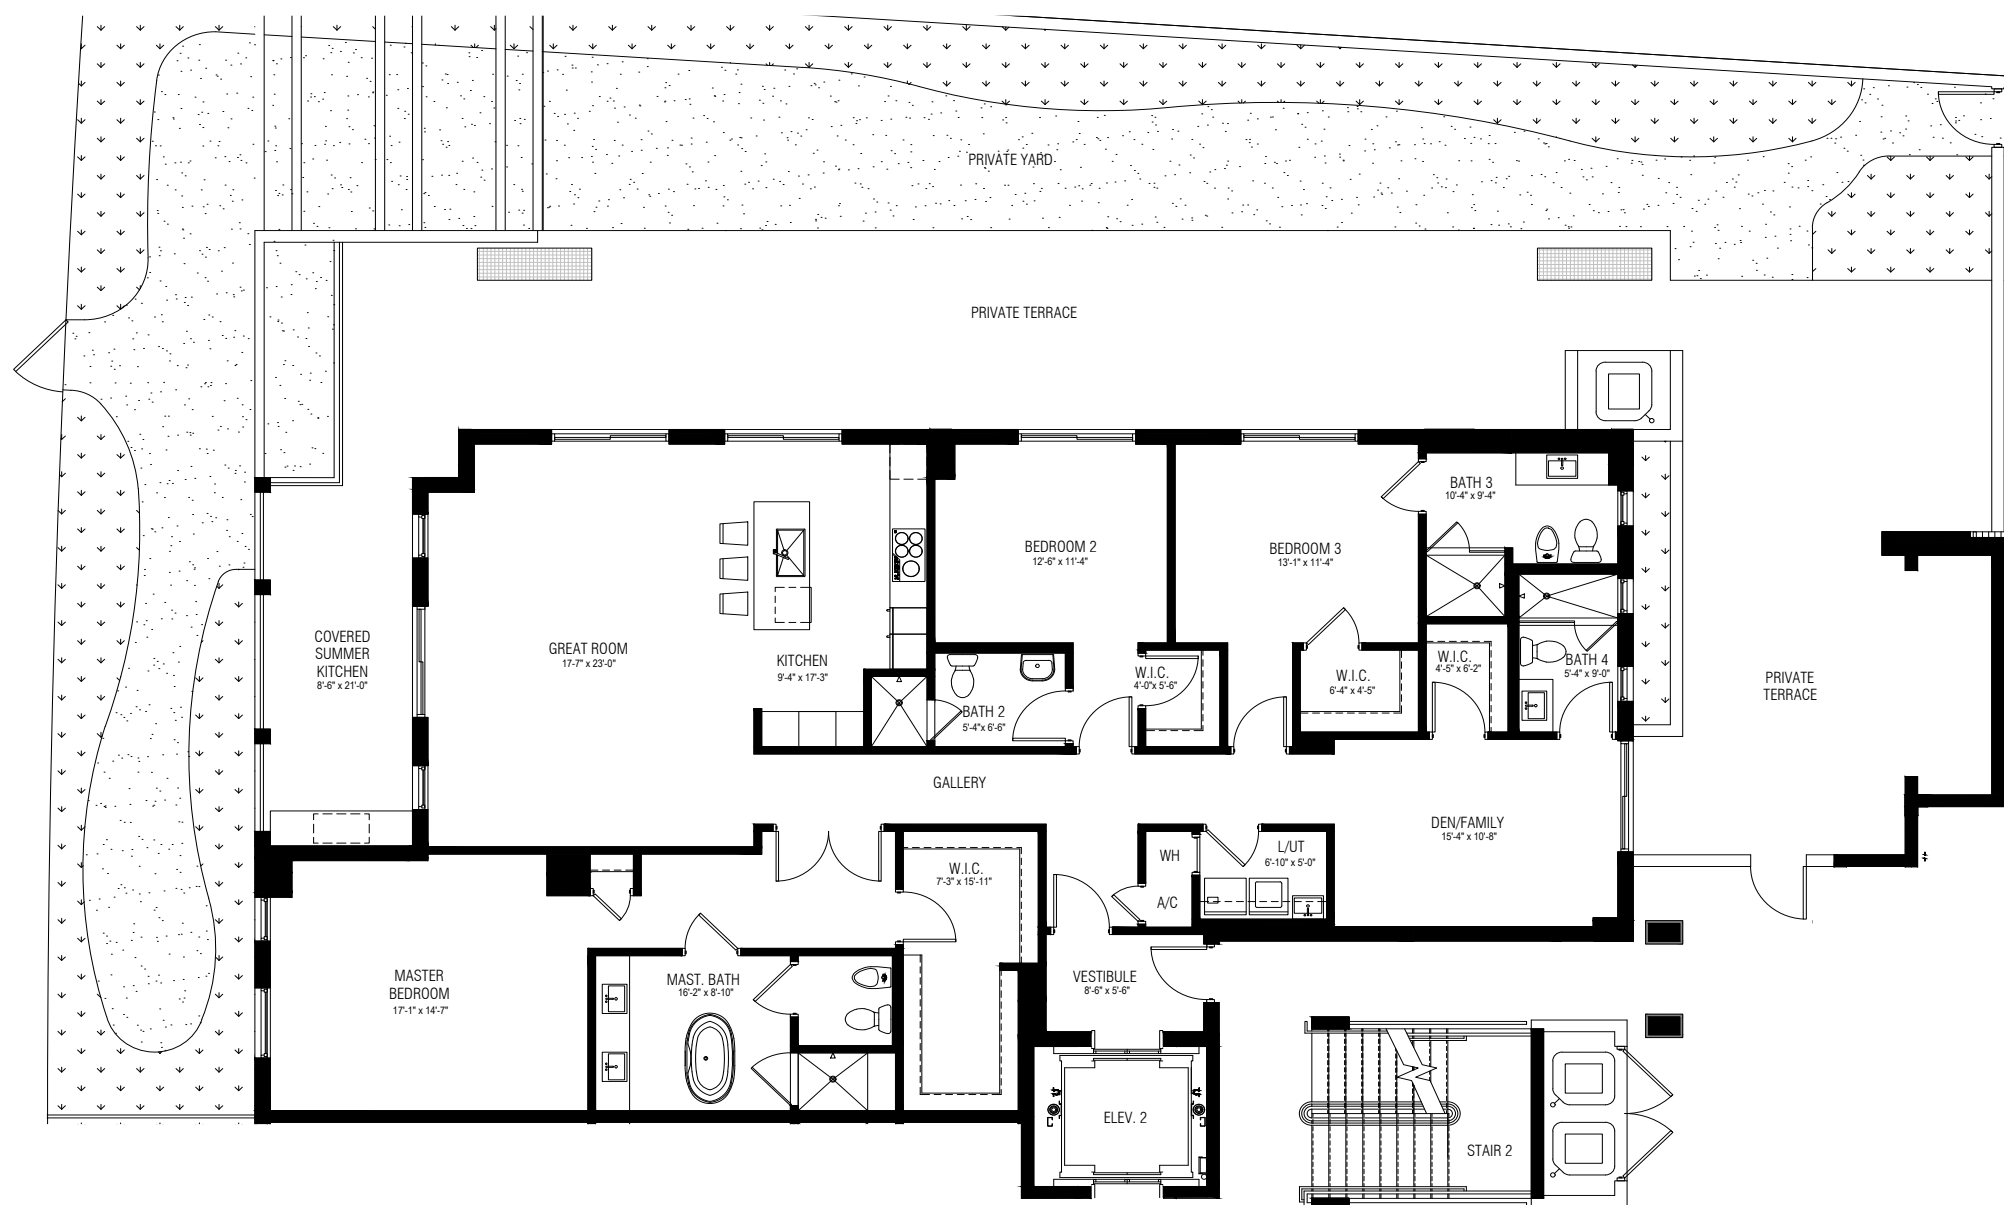 PRIVATE YARD
PRIVATE TERRACE
BATH 3
10'-4" x 9'-4"
BEDROOM 2
12'-6" x 11'-4"
BEDROOM 3
13'-1" x 11'-4"
COVERED
SUMMER
KITCHEN
8'-6" x 21'-0"
GREAT ROOM
17'-7" x 23'-0"
KITCHEN
9'-4" x 17'-3"
W.I.C.
4'-0"x 5'-6"
W.I.C.
6'-4" x 4'-5"
W.I.C.
4'-5" x 6'-2"
BATH 4
5'-4" x 9'-0"
PRIVATE
TERRACE
BATH 2
5'-4"x 6'-6"
GALLERY
DEN/FAMILY
15'-4" x 10'-8"
WH
A/C
L/UT
6'-10" x 5'-0"
W.I.C.
7'-3" x 15'-11"
MASTER
BEDROOM
17'-1" x 14'-7"
MAST. BATH
16'-2" x 8'-10"
VESTIBULE
8'-6" x 5'-6"
ELEV. 2
STAIR 2